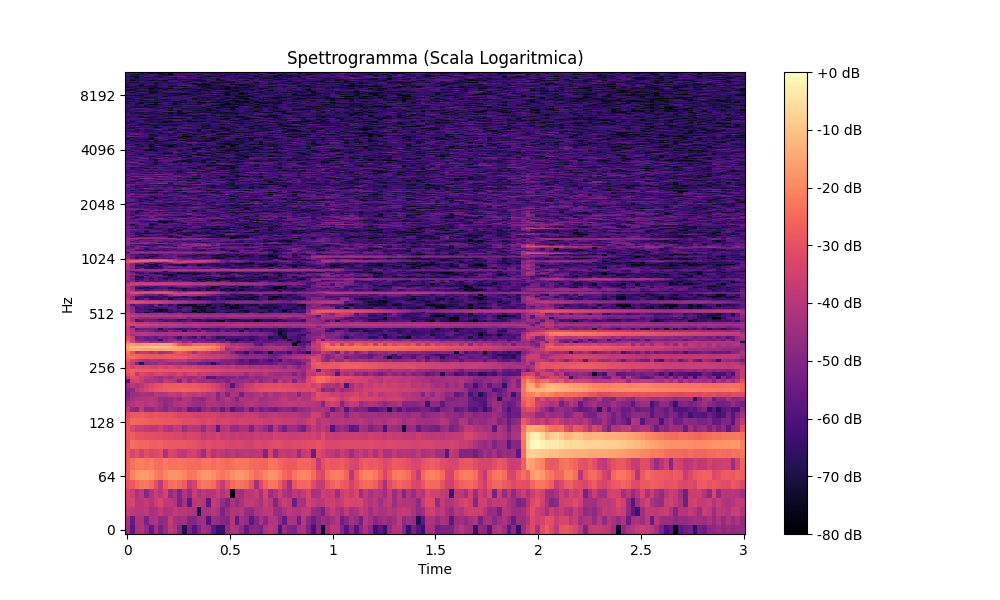 Spettrogramma (Scala Logaritmica)
Hz
8192
4096
2048
1024
512
256
128
64
0
0
0.5
1
1.5
2
2.5
3
Time
+0 dB
-10 dB
-20 dB
-30 dB
-40 dB
-50 dB
-60 dB
-70 dB
-80 dB